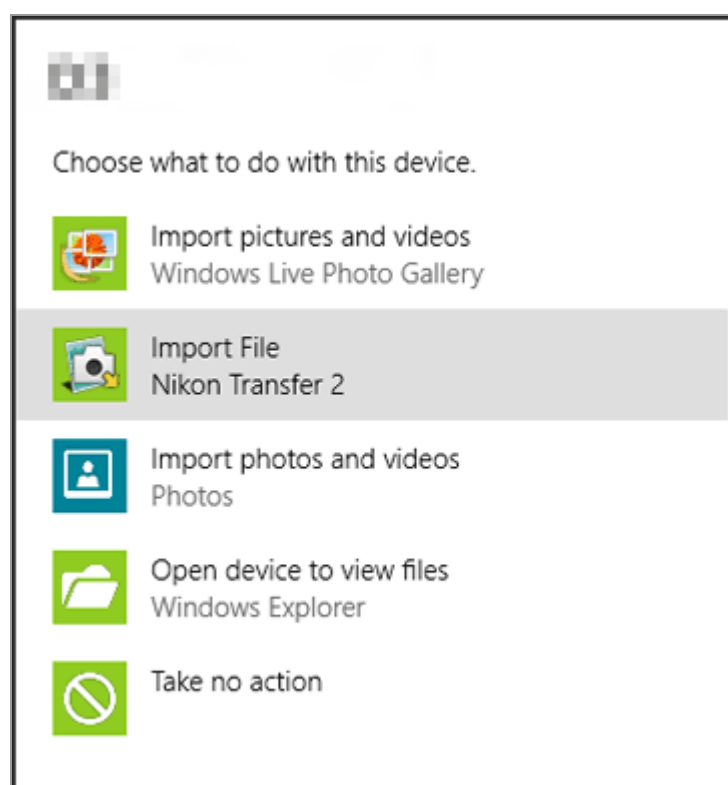 Choose what to do with this device.
Import pictures and videos
Windows Live Photo Gallery
Import File
Nikon Transfer 2
Import photos and videos
Photos
Open device to view files
Windows Explorer
Take no action